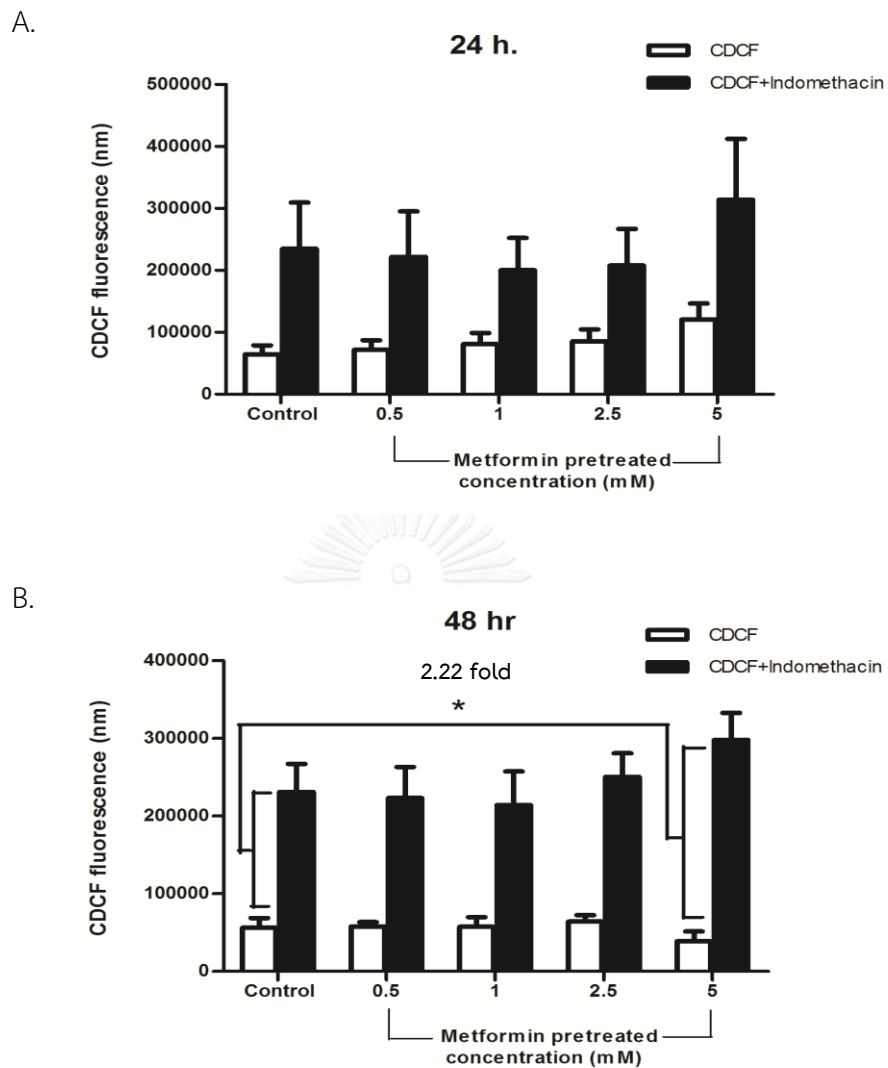 A.
24 h.
CDCF
CDCF+Indomethacin
CDCF fluorescence (nm)
500000
400000
300000
200000
100000
0
Control 0.5 1 2.5 5
Metformin pretreated
concentration (mM)
B.
48 hr
CDCF
CDCF+Indomethacin
2.22 fold
*
CDCF fluorescence (nm)
400000
300000
200000
100000
0
Control 0.5 1 2.5 5
Metformin pretreated
concentration (mM)